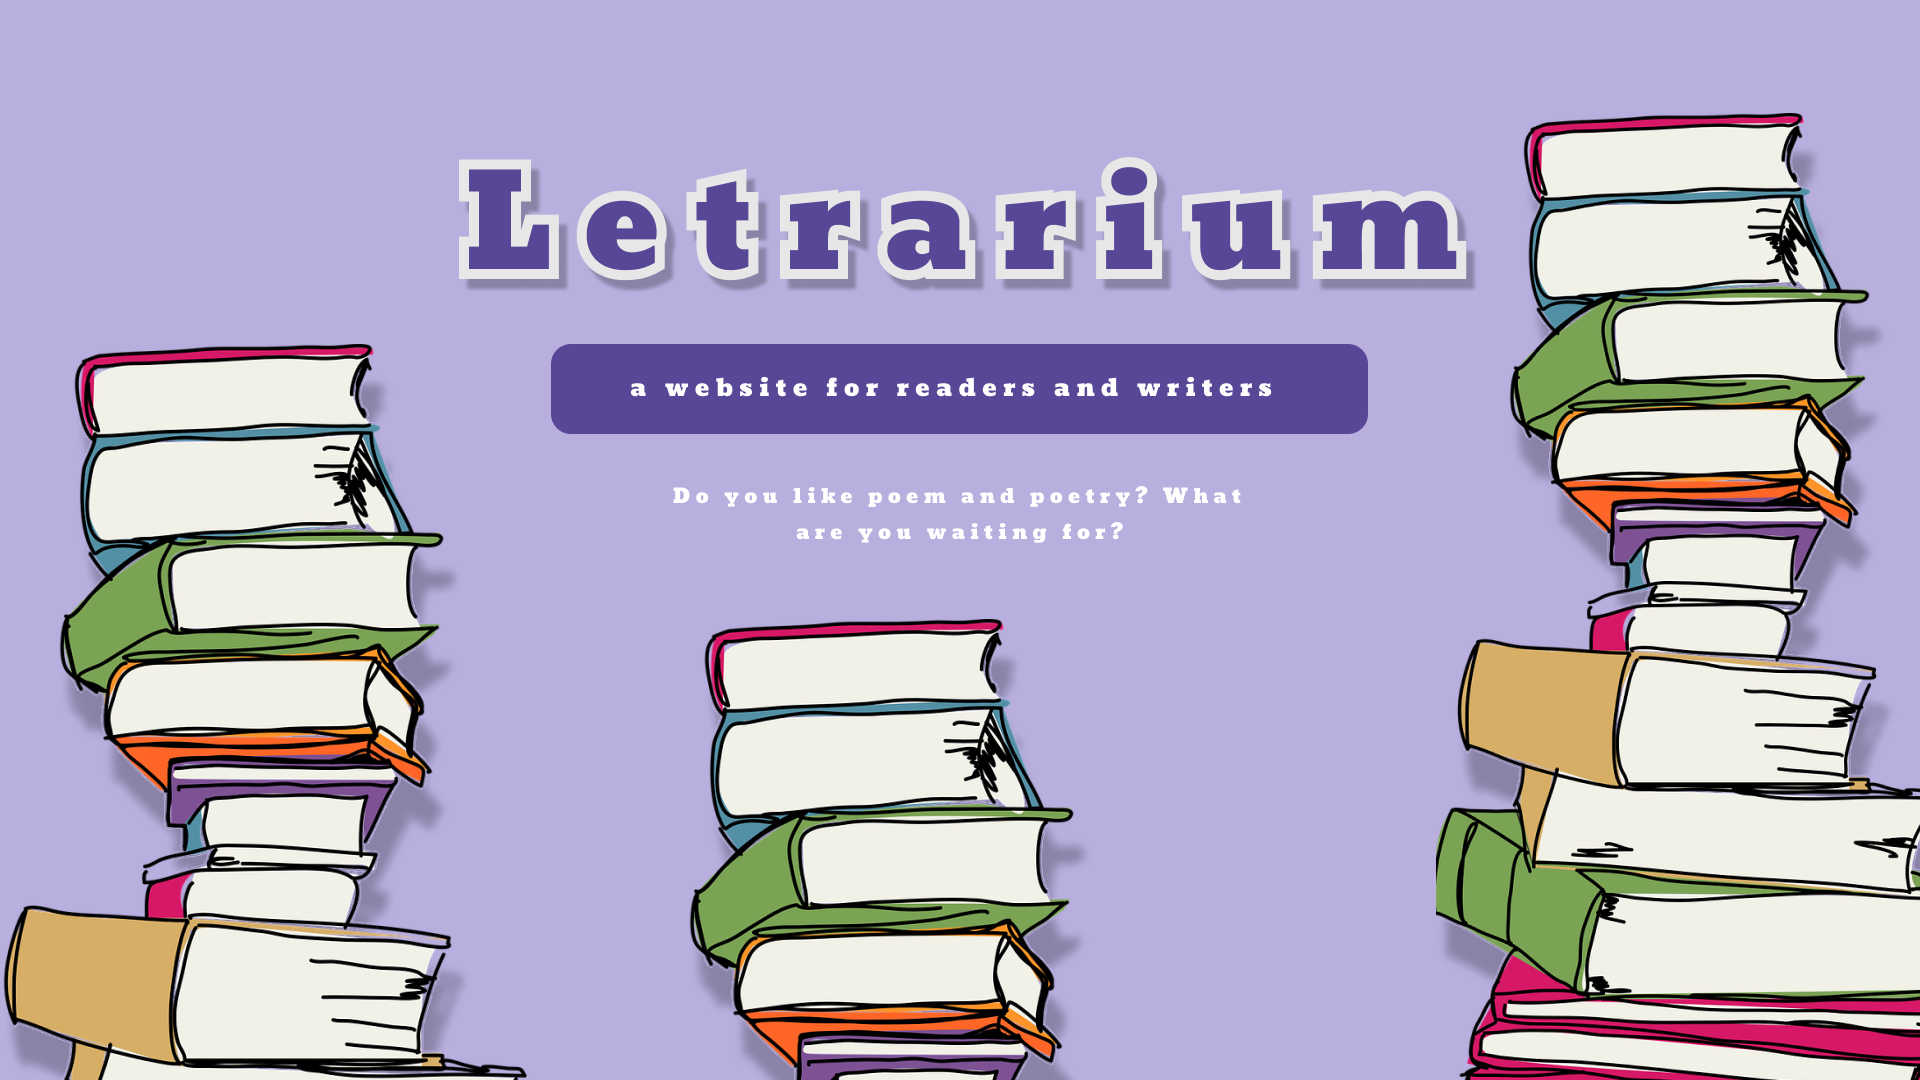 Letrarium
a website for readers and writers
Do you like poem and poetry? What
are you waiting for?